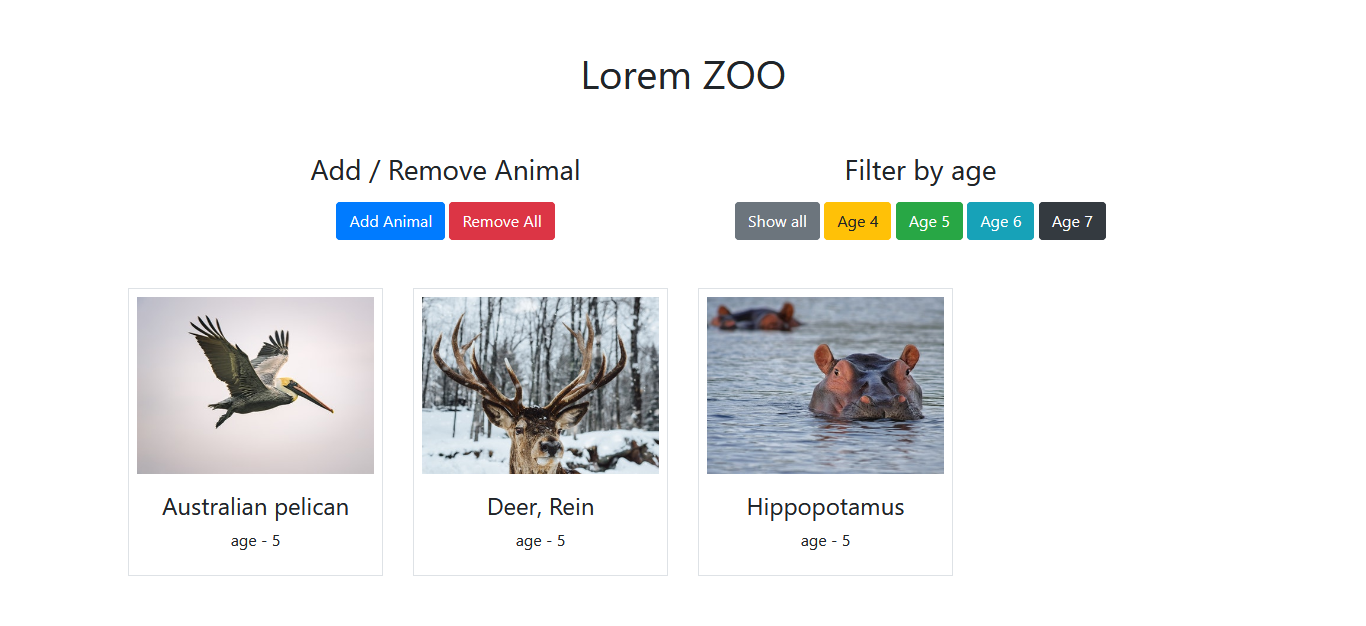 Lorem ZOO
Add / Remove Animal
Add Animal
Remove All
Filter by age
Show all
Age 4
Age 5
Age 6
Age 7
Australian pelican
age - 5
Deer, Rein
age - 5
Hippopotamus
age - 5